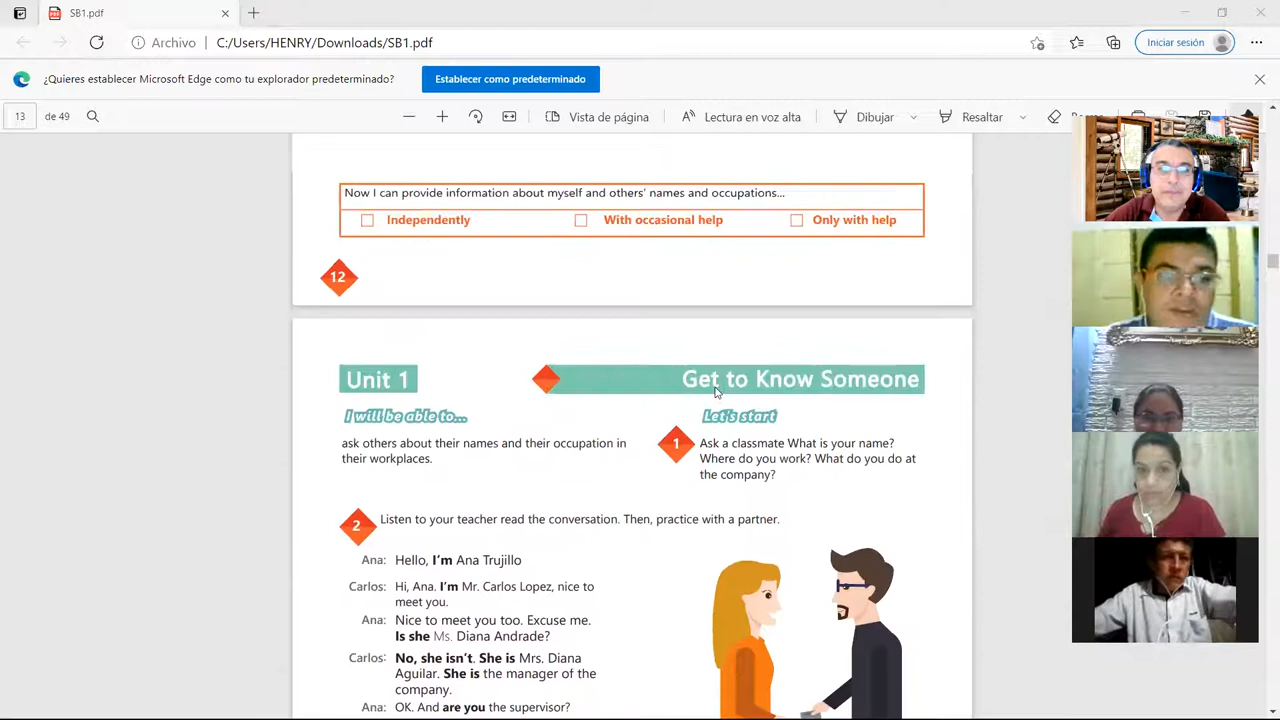 SB1.pdf
Archivo
C:/Users/HENRY/Downloads/SB1.pdf
Iniciar sesión
¿Quieres establecer Microsoft Edge como tu explorador predeterminado?
Establecer como predeterminado
13 de 49
Vista de página
Lectura en voz alta
Dibujar
Resaltar
Now I can provide information about myself and others' names and occupations...
Independently
With occasional help
Only with help
12
Unit 1
Get to Know Someone
I will be able to...
ask others about their names and their occupation in
their workplaces.
Let's start
1
Ask a classmate What is your name?
Where do you work? What do you do at
the company?
2
Listen to your teacher read the conversation. Then, practice with a partner.
Ana: Hello, I'm Ana Trujillo
Carlos: Hi, Ana. I'm Mr. Carlos Lopez, nice to
meet you.
Ana: Nice to meet you too. Excuse me.
Is she Ms. Diana Andrade?
Carlos: No, she isn't. She is Mrs. Diana
Aguilar. She is the manager of the
company.
Ana: OK. And are you the supervisor?